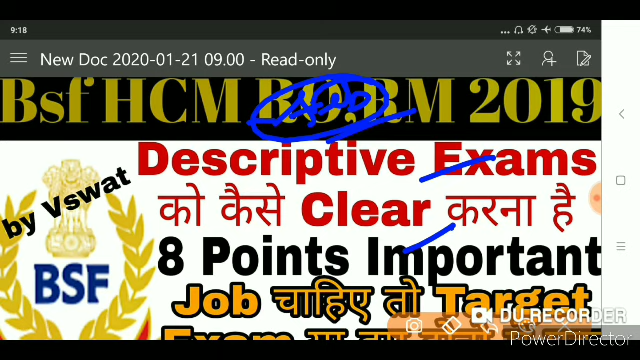 9:18
74%
New Doc 2020-01-21 09.00 - Read-only
Bsf HCM RO,RM 2019
Descriptive Exams
को कैसे Clear करना है
by Vswat
8 Points Important
BSF
Job चाहिए तो Target
DU RECORDER
PowerDirector